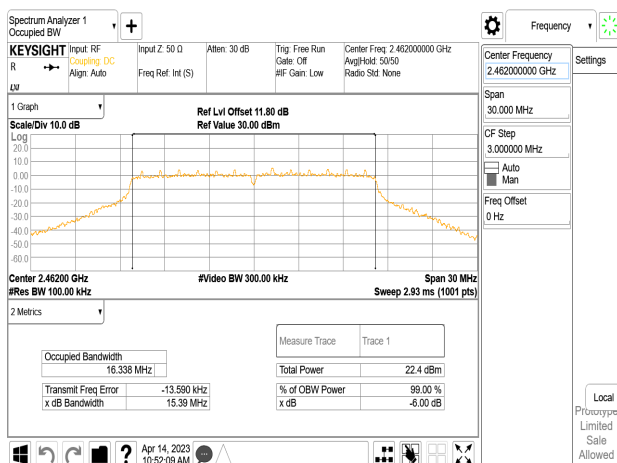 Spectrum Analyzer 1
Occupied BW
Frequency
KEYSIGHT
R
Input: RF
Coupling: DC
Align: Auto
Input Z: 50 Ω
Freq Ref: Int (S)
Atten: 30 dB
Trig: Free Run
Gate: Off
#IF Gain: Low
Center Freq: 2.462000000 GHz
Avg|Hold: 50/50
Radio Std: None
Center Frequency
2.462000000 GHz
Settings
Span
30.000 MHz
CF Step
3.000000 MHz
Auto
Man
Freq Offset
0 Hz
1 Graph
Ref Lvl Offset 11.80 dB
Scale/Div 10.0 dB
Ref Value 30.00 dBm
Log
20.0
10.0
0.00
-10.0
-20.0
-30.0
-40.0
-50.0
-60.0
Center 2.46200 GHz
#Video BW 300.00 kHz
Span 30 MHz
#Res BW 100.00 kHz
Sweep 2.93 ms (1001 pts)
2 Metrics
Measure Trace
Trace 1
Occupied Bandwidth
16.338 MHz
Total Power
22.4 dBm
Transmit Freq Error
-13.590 kHz
% of OBW Power
99.00 %
x dB Bandwidth
15.39 MHz
x dB
-6.00 dB
Local
Prototype
Limited
Sale
Allowed
?
Apr 14, 2023
10:52:09 AM